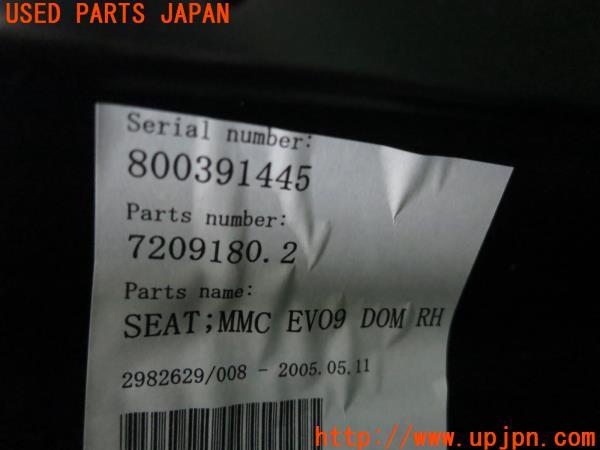 USED PARTS JAPAN
Serial number:
800391445
Parts number:
7209180.2
Parts name:
SEAT;MMC EVO9 DOM RH
2982629/008 - 2005.05.11
http://www.upjpn.com